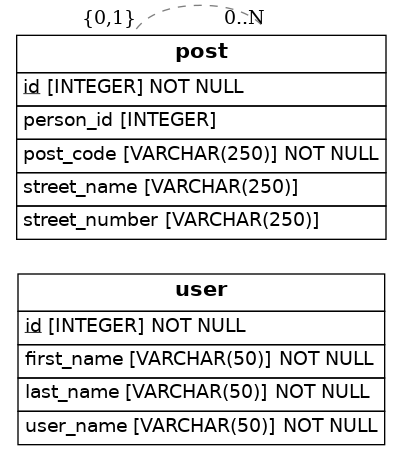 {0,1} 0..N
post
id [INTEGER] NOT NULL
person_id [INTEGER]
post_code [VARCHAR(250)] NOT NULL
street_name [VARCHAR(250)]
street_number [VARCHAR(250)]
user
id [INTEGER] NOT NULL
first_name [VARCHAR(50)] NOT NULL
last_name [VARCHAR(50)] NOT NULL
user_name [VARCHAR(50)] NOT NULL